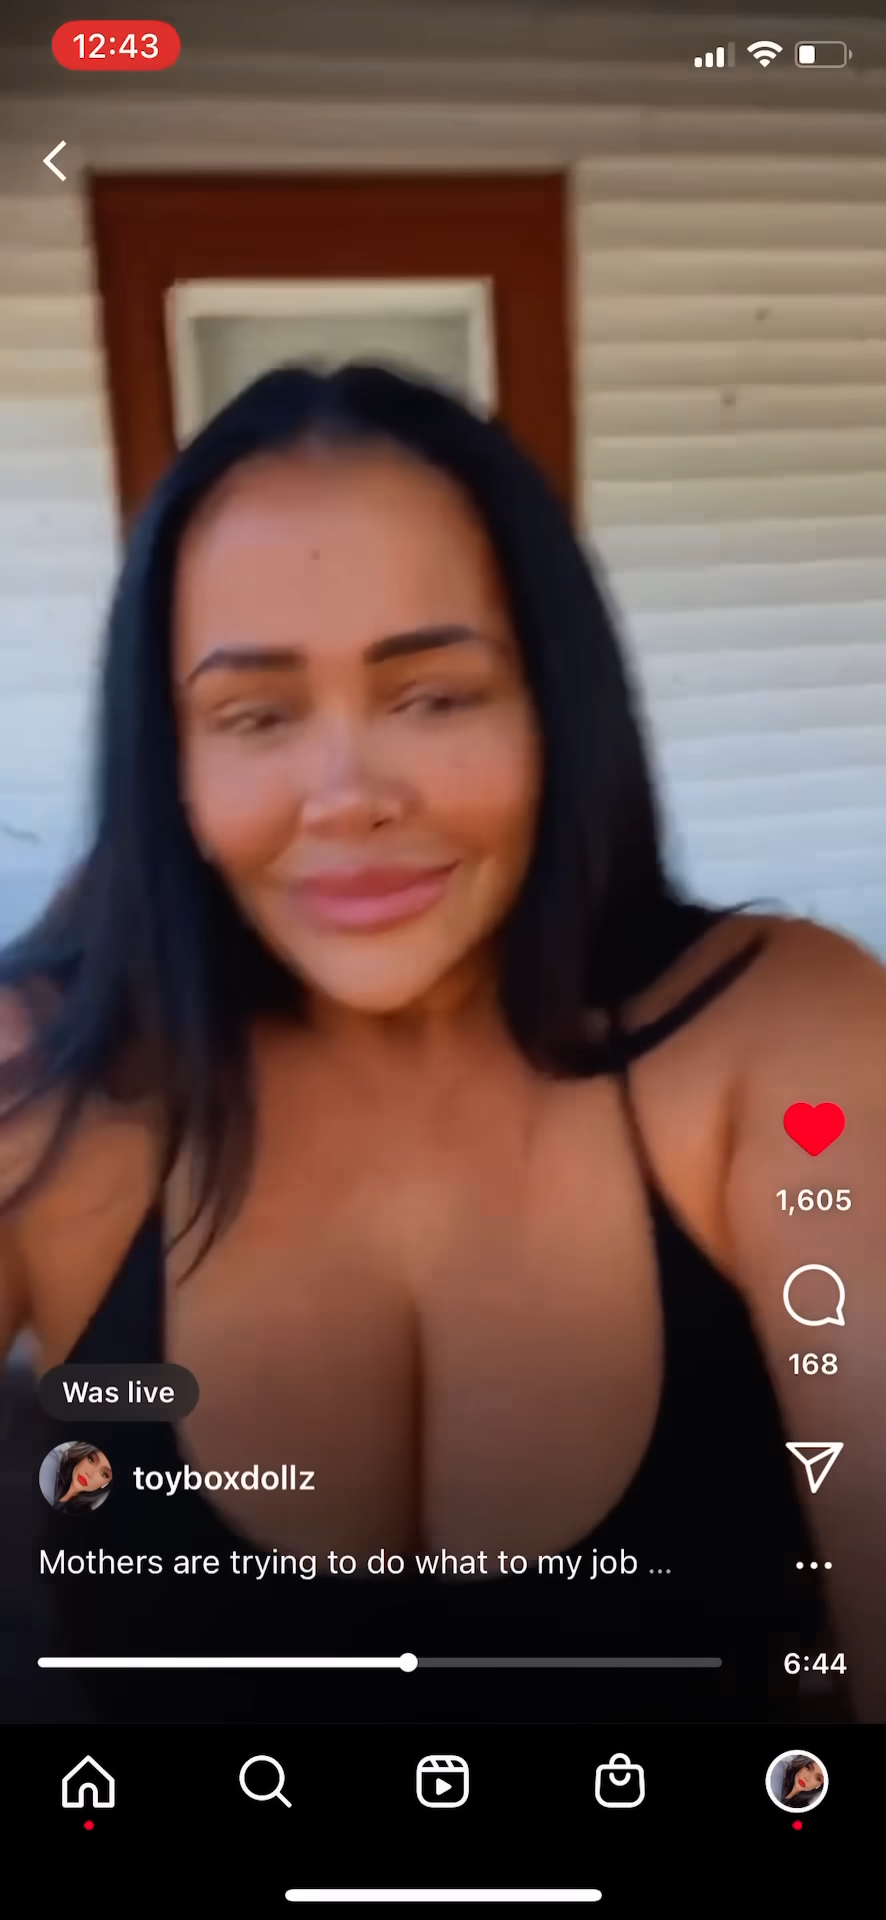 12:43
1,605
168
Was live
toyboxdollz
Mothers are trying to do what to my job ...
6:44